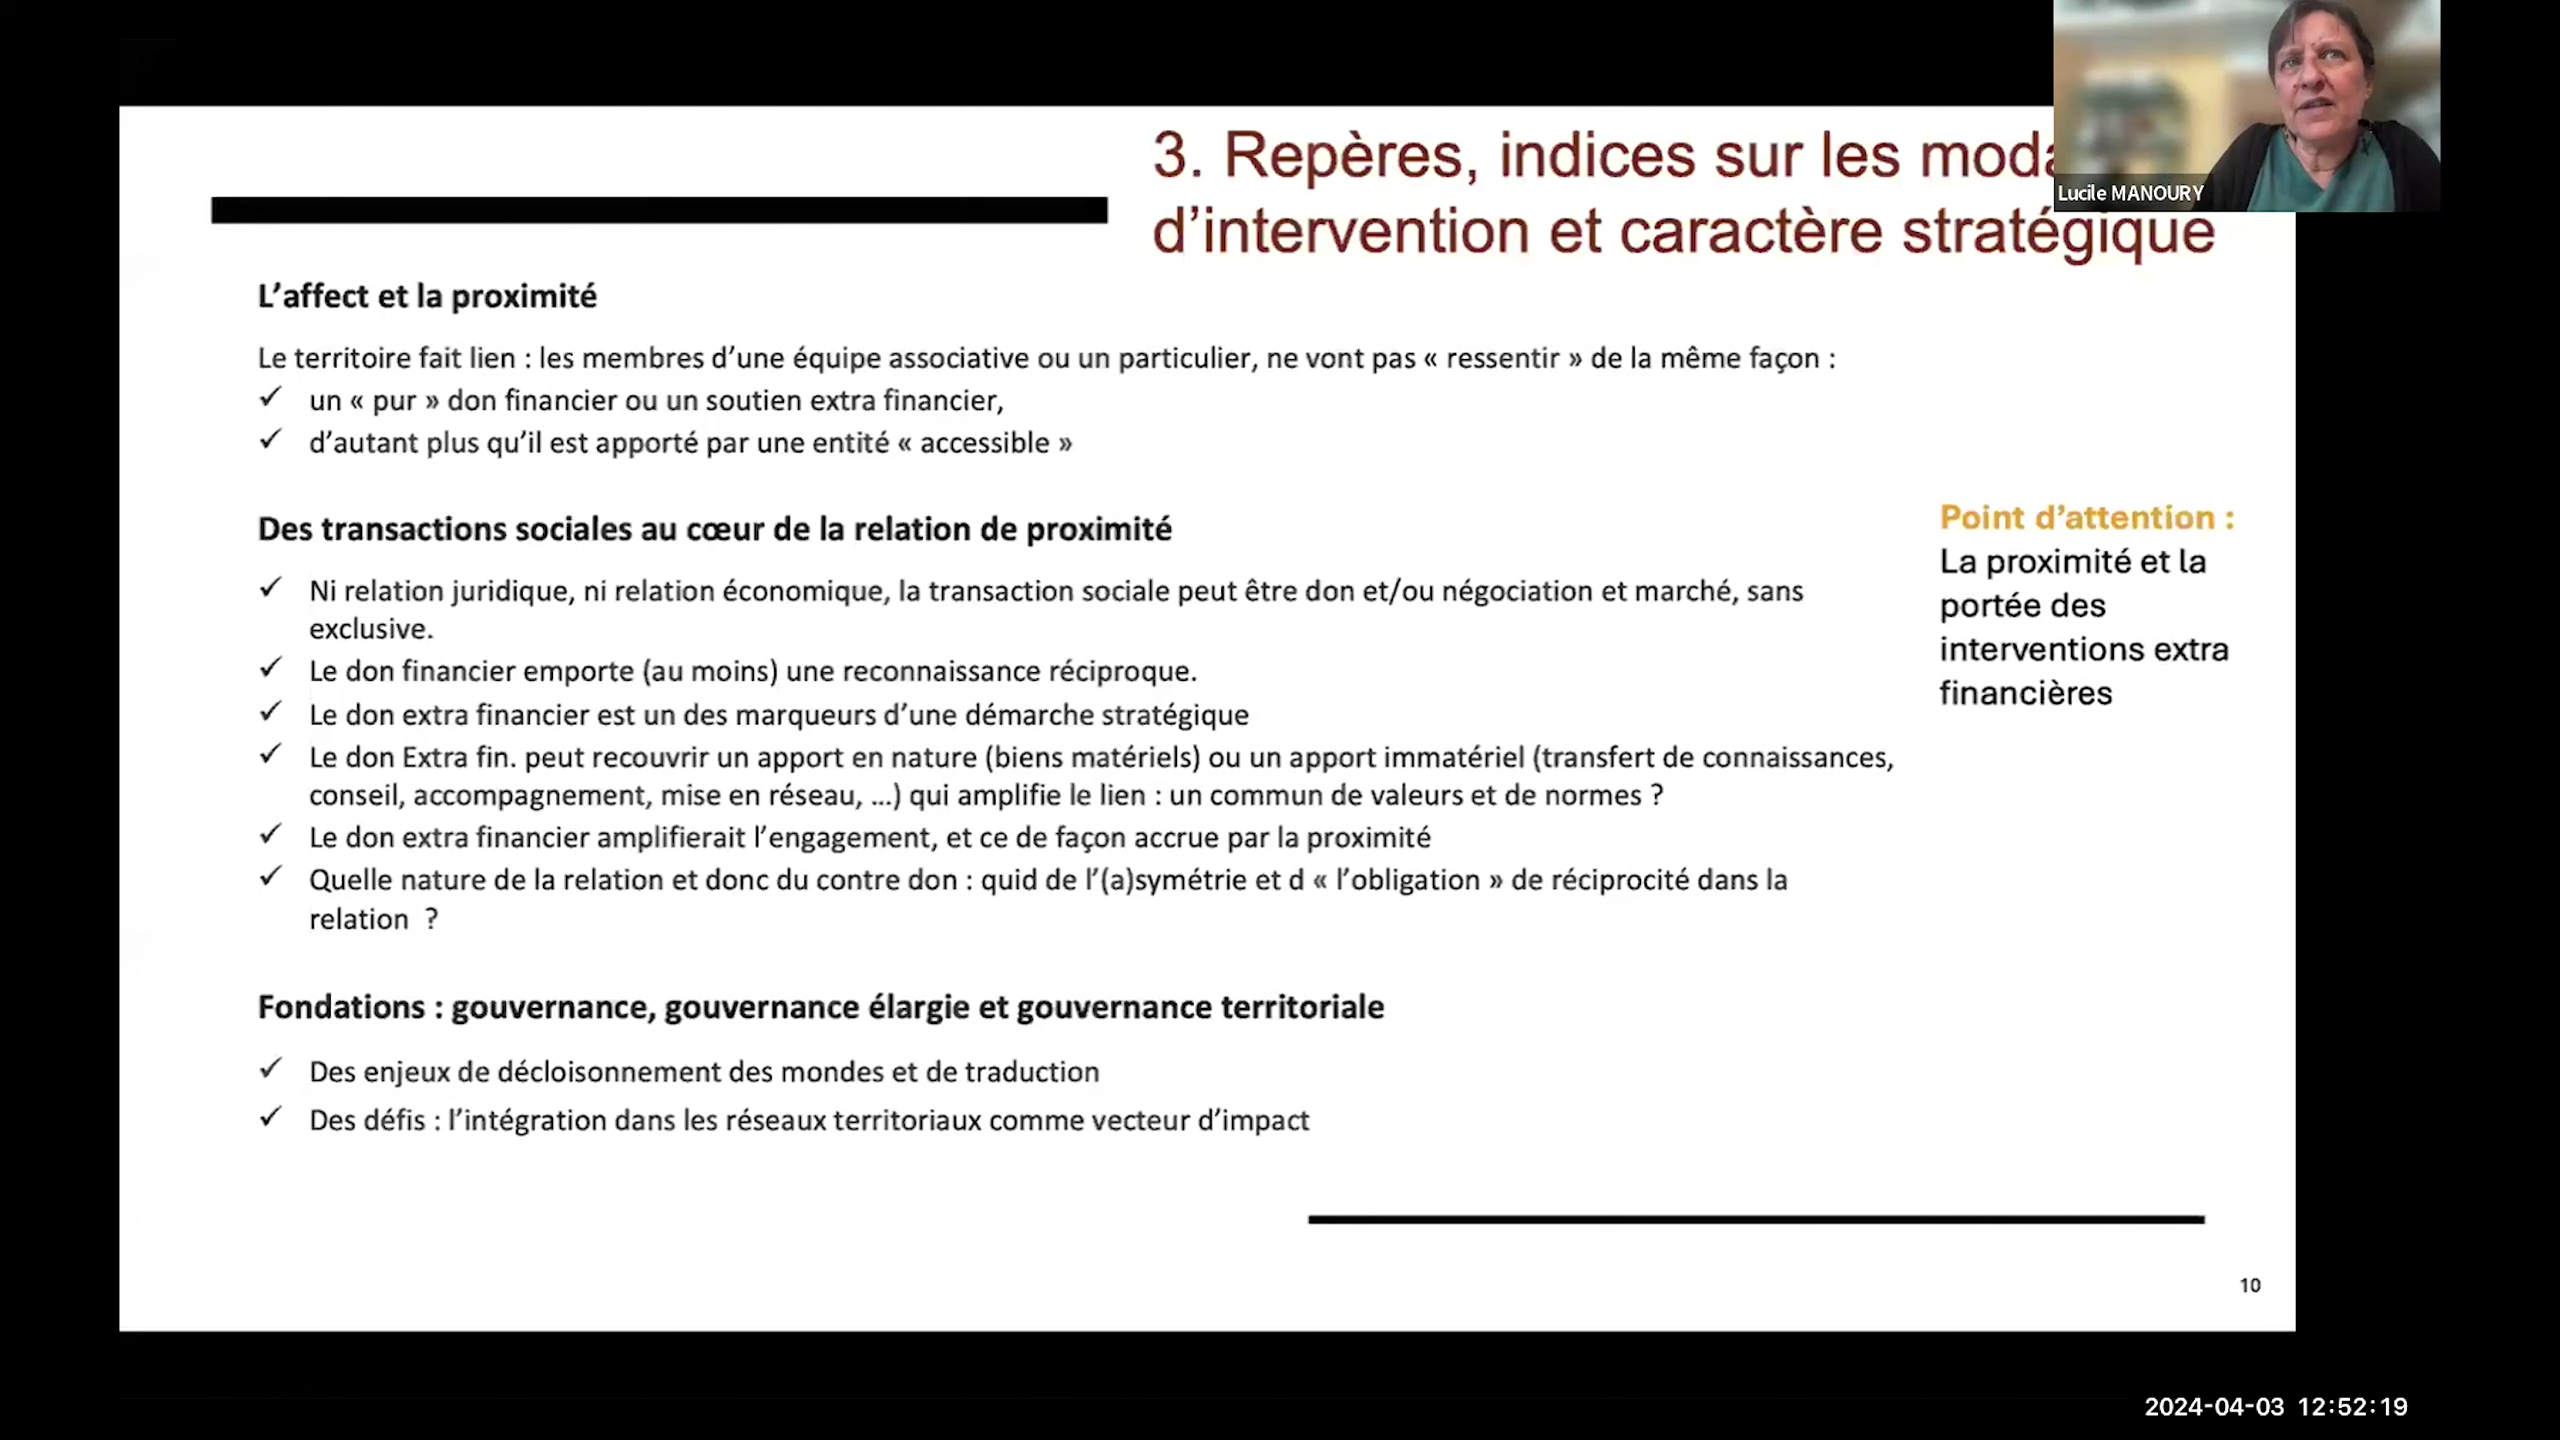 3. Repères, indices sur les moda
d’intervention et caractère stratégique
Lucile MANOURY
L’affect et la proximité
Le territoire fait lien : les membres d’une équipe associative ou un particulier, ne vont pas « ressentir » de la même façon :
✓ un « pur » don financier ou un soutien extra financier,
✓ d’autant plus qu’il est apporté par une entité « accessible »
Des transactions sociales au cœur de la relation de proximité
✓ Ni relation juridique, ni relation économique, la transaction sociale peut être don et/ou négociation et marché, sans
exclusive.
✓ Le don financier emporte (au moins) une reconnaissance réciproque.
✓ Le don extra financier est un des marqueurs d’une démarche stratégique
✓ Le don Extra fin. peut recouvrir un apport en nature (biens matériels) ou un apport immatériel (transfert de connaissances,
conseil, accompagnement, mise en réseau, ...) qui amplifie le lien : un commun de valeurs et de normes ?
✓ Le don extra financier amplifierait l’engagement, et ce de façon accrue par la proximité
✓ Quelle nature de la relation et donc du contre don : quid de l’(a)symétrie et d « l’obligation » de réciprocité dans la
relation ?
Point d’attention :
La proximité et la
portée des
interventions extra
financières
Fondations : gouvernance, gouvernance élargie et gouvernance territoriale
✓ Des enjeux de décloisonnement des mondes et de traduction
✓ Des défis : l’intégration dans les réseaux territoriaux comme vecteur d’impact
10
2024-04-03 12:52:19